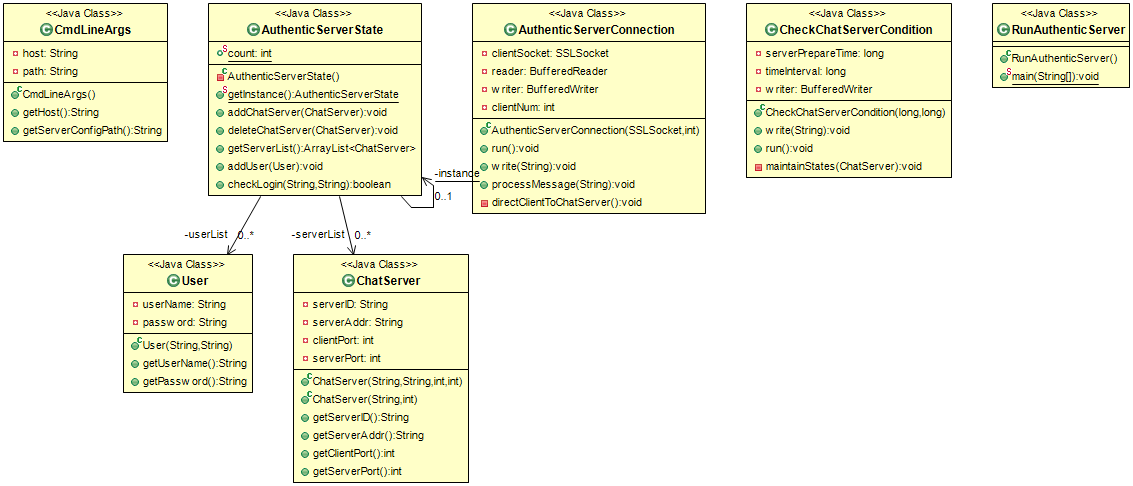 <<Java Class>>
CmdLineArgs
host: String
path: String
CmdLineArgs()
getHost():String
getServerConfigPath():String
<<Java Class>>
AuthenticServerState
count: int
AuthenticServerState()
getInstance():AuthenticServerState
addChatServer(ChatServer):void
deleteChatServer(ChatServer):void
getServerList():ArrayList<ChatServer>
addUser(User):void
checkLogin(String,String):boolean
-instance
0..1
<<Java Class>>
AuthenticServerConnection
clientSocket: SSLSocket
reader: BufferedReader
writer: BufferedWriter
clientNum: int
AuthenticServerConnection(SSLSocket,int)
run():void
write(String):void
processMessage(String):void
directClientToChatServer():void
<<Java Class>>
CheckChatServerCondition
serverPrepareTime: long
timeInterval: long
writer: BufferedWriter
CheckChatServerCondition(long,long)
write(String):void
run():void
maintainStates(ChatServer):void
<<Java Class>>
RunAuthenticServer
RunAuthenticServer()
main(String[]):void
-userList
0..*
-serverList
0..*
<<Java Class>>
User
userName: String
password: String
User(String,String)
getUserName():String
getPassword():String
<<Java Class>>
ChatServer
serverID: String
serverAddr: String
clientPort: int
serverPort: int
ChatServer(String,String,int,int)
ChatServer(String,int)
getServerID():String
getServerAddr():String
getClientPort():int
getServerPort():int